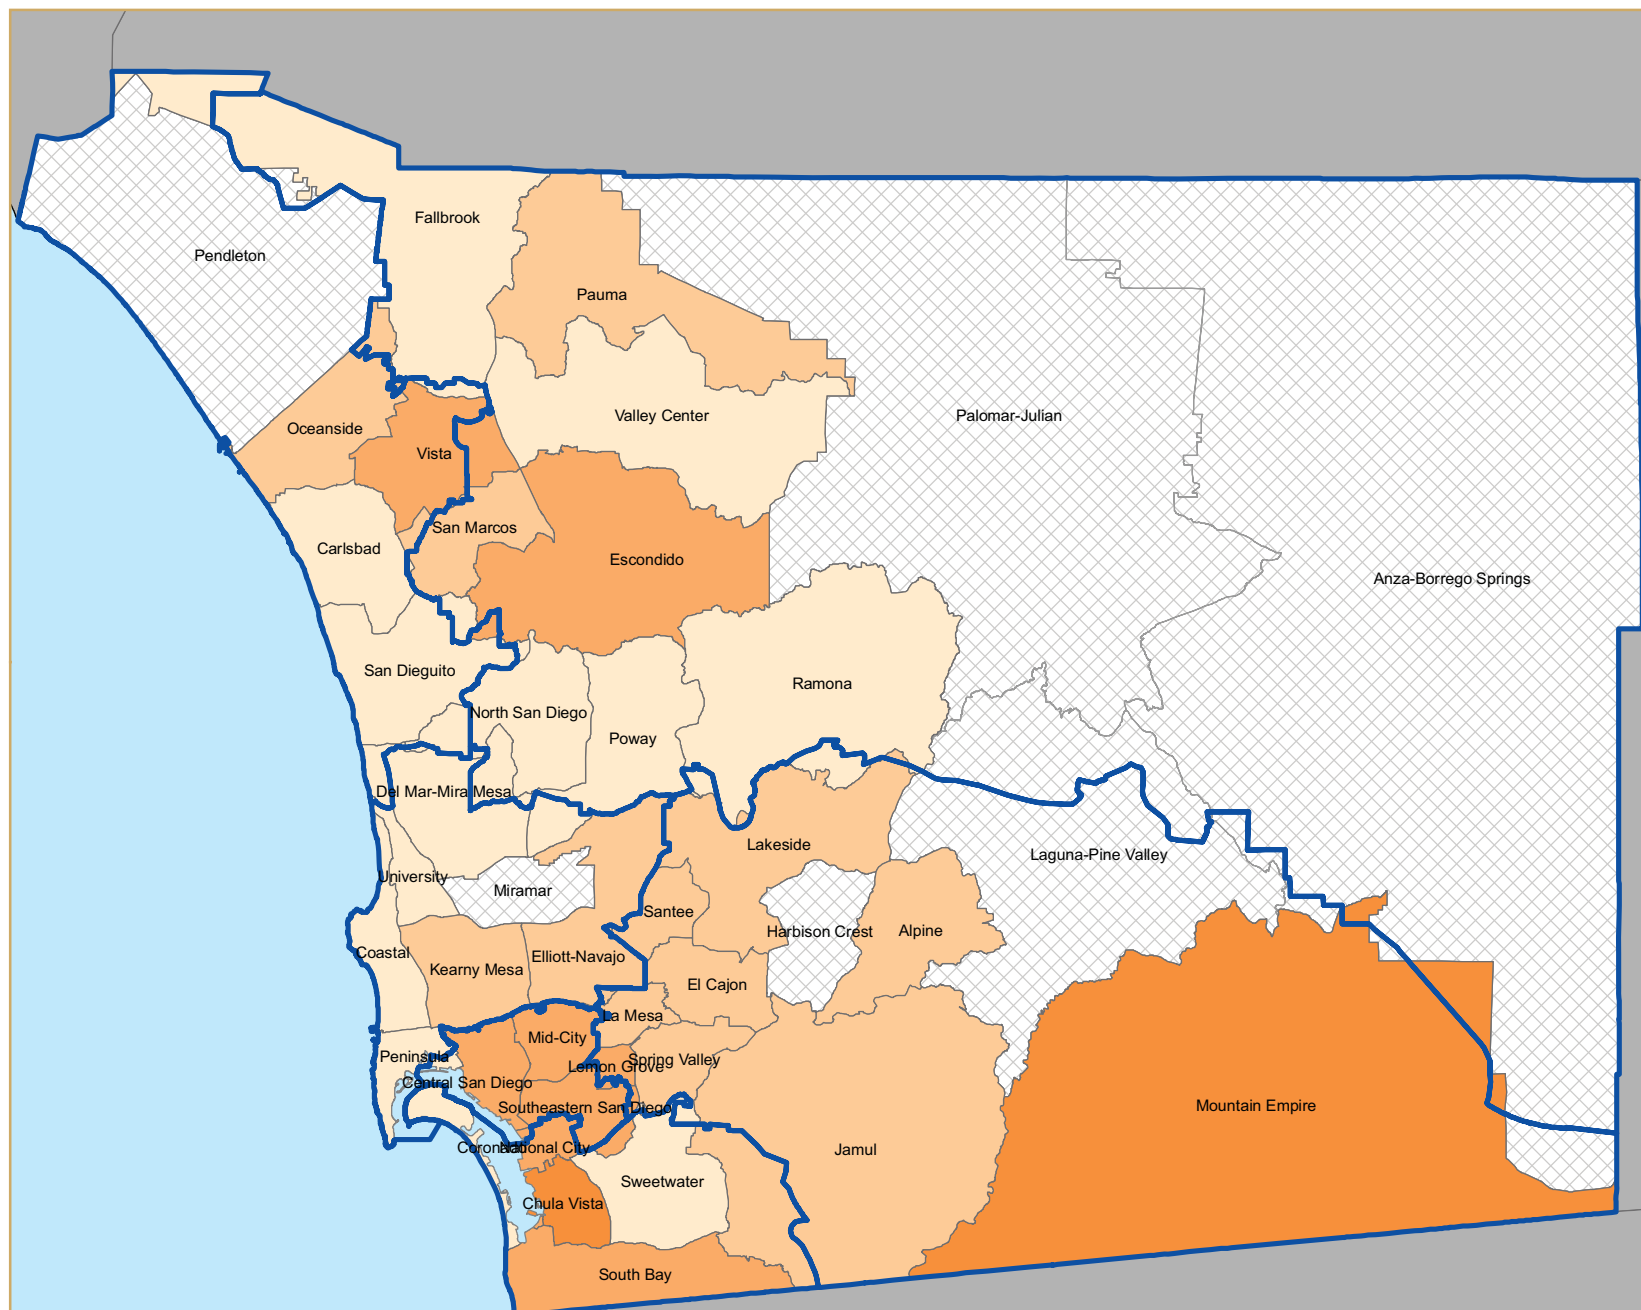 Fallbrook
Pendleton
Pauma
Valley Center
Palomar-Julian
Oceanside
Vista
San Marcos
Carlsbad
Escondido
Anza-Borrego Springs
San Dieguito
Ramona
North San Diego
Poway
Del Mar-Mira Mesa
Lakeside
Laguna-Pine Valley
University
Miramar
Santee
Harbison Crest
Alpine
Coastal
Elliott-Navajo
Kearny Mesa
El Cajon
La Mesa
Mid-City
Peninsula
Lemon Grove
Spring Valley
Central San Diego
Southeastern San Diego
Mountain Empire
Coronado
National City
Jamul
Sweetwater
Chula Vista
South Bay